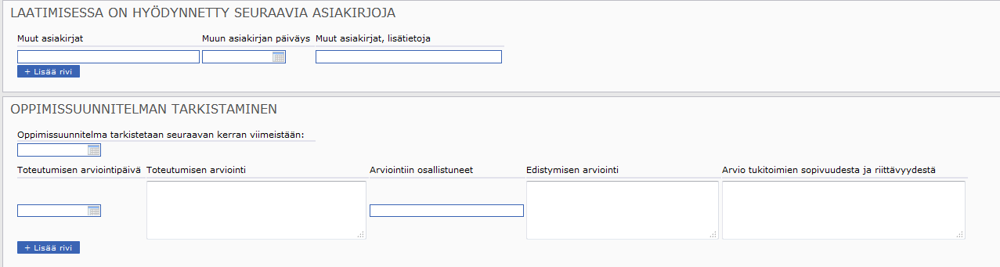 LAATIMISESSA ON HYÖDYNNETTY SEURAAVIA ASIAKIRJOJA
Muut asiakirjat Muun asiakirjan päiväys Muut asiakirjat, lisätietoja
+ Lisää rivi
OPPIMISSUUNNITELMAN TARKISTAMINEN
Oppimissuunnitelma tarkistetaan seuraavan kerran viimeistään:
Toteutumisen arviointipäivä Toteutumisen arviointi Arviointiin osallistuneet Edistymisen arviointi Arvio tukitoimien sopivuudesta ja riittävyydestä
+ Lisää rivi